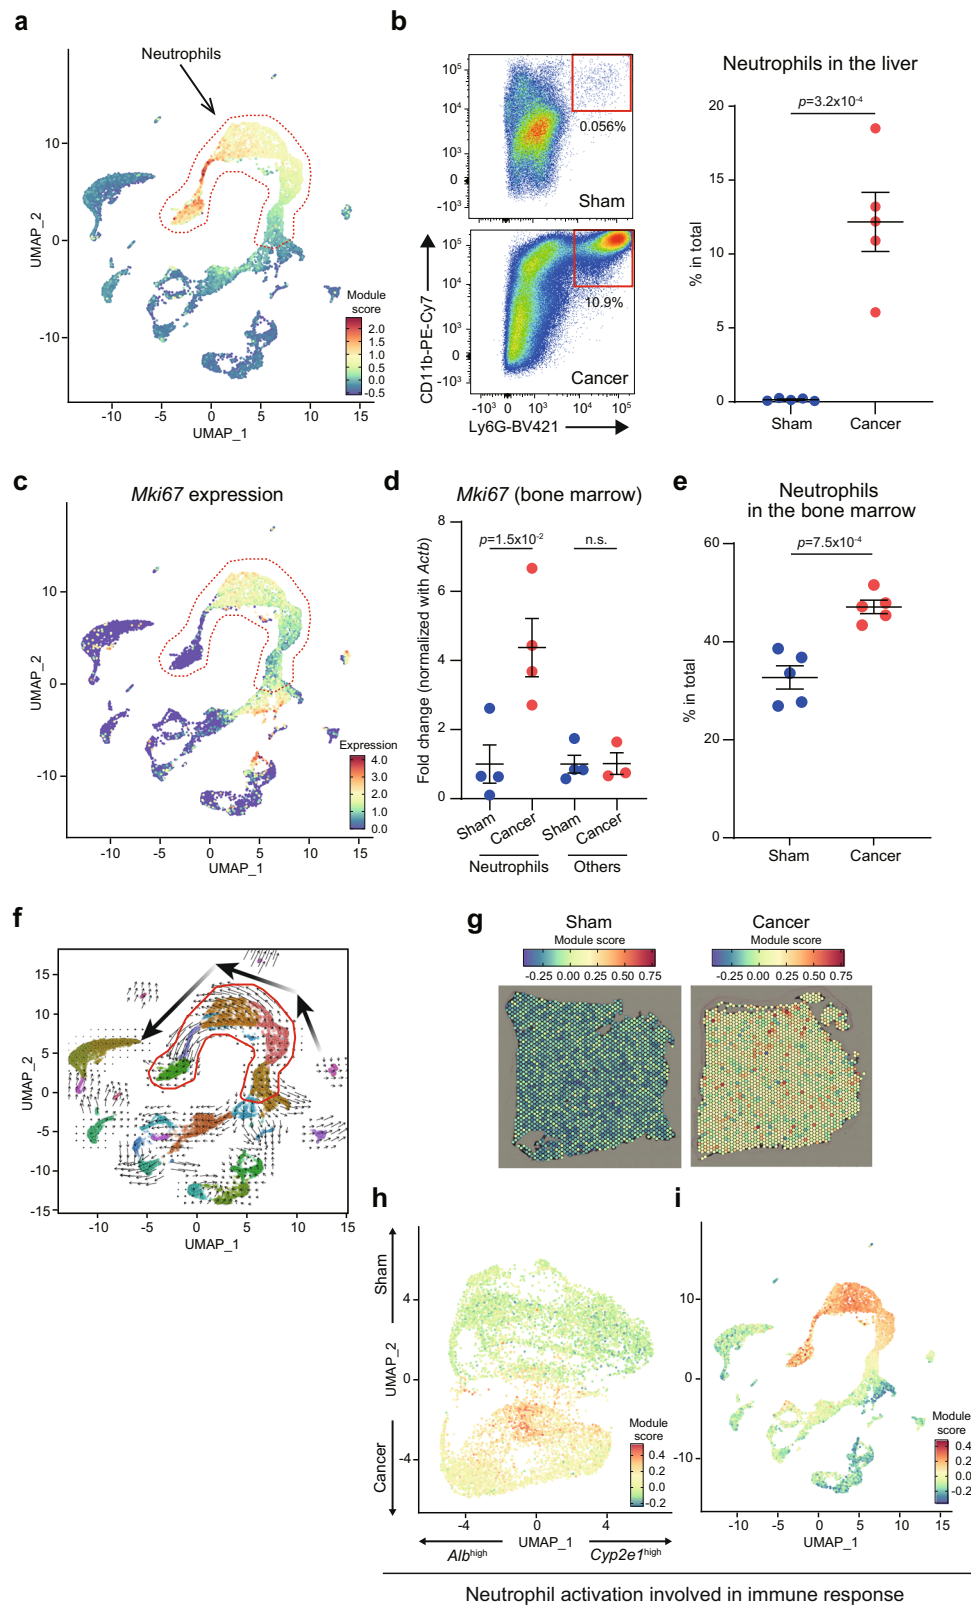 a
Neutrophils
10
0
-10
UMAP_2
Module
score
2.0
1.5
1.0
0.5
0.0
-0.5
-10 -5 0 5 10 15
UMAP_1
b
10⁵
10⁴
10³
0
-10³
0.056%
Sham
10⁵
10⁴
10³
0
-10³
10.9%
Cancer
CD11b-PE-Cy7
-10³ 0 10³ 10⁴ 10⁵
Ly6G-BV421
Neutrophils in the liver
p=3.2x10⁻⁴
20
15
10
5
0
% in total
Sham Cancer
c
Mki67 expression
10
0
-10
UMAP_2
Expression
4.0
3.0
2.0
1.0
0.0
-10 -5 0 5 10 15
UMAP_1
d
Mki67 (bone marrow)
8
6
4
2
0
Fold change (normalized with Actb)
p=1.5x10⁻²
n.s.
Sham Cancer Sham Cancer
Neutrophils Others
e
Neutrophils
in the bone marrow
p=7.5x10⁻⁴
60
40
20
0
% in total
Sham Cancer
f
15
10
5
0
-5
-10
-15
UMAP_2
-10 -5 0 5 10 15
UMAP_1
g
Sham
Module score
-0.25 0.00 0.25 0.50 0.75
Cancer
Module score
-0.25 0.00 0.25 0.50 0.75
h
Sham
Cancer
UMAP_2
4
0
-4
Module
score
0.4
0.2
0.0
-0.2
-4 0 4
UMAP_1
Alb^high
Cyp2e1^high
i
10
0
-10
Module
score
0.4
0.2
0.0
-0.2
-10 -5 0 5 10 15
UMAP_1
Neutrophil activation involved in immune response